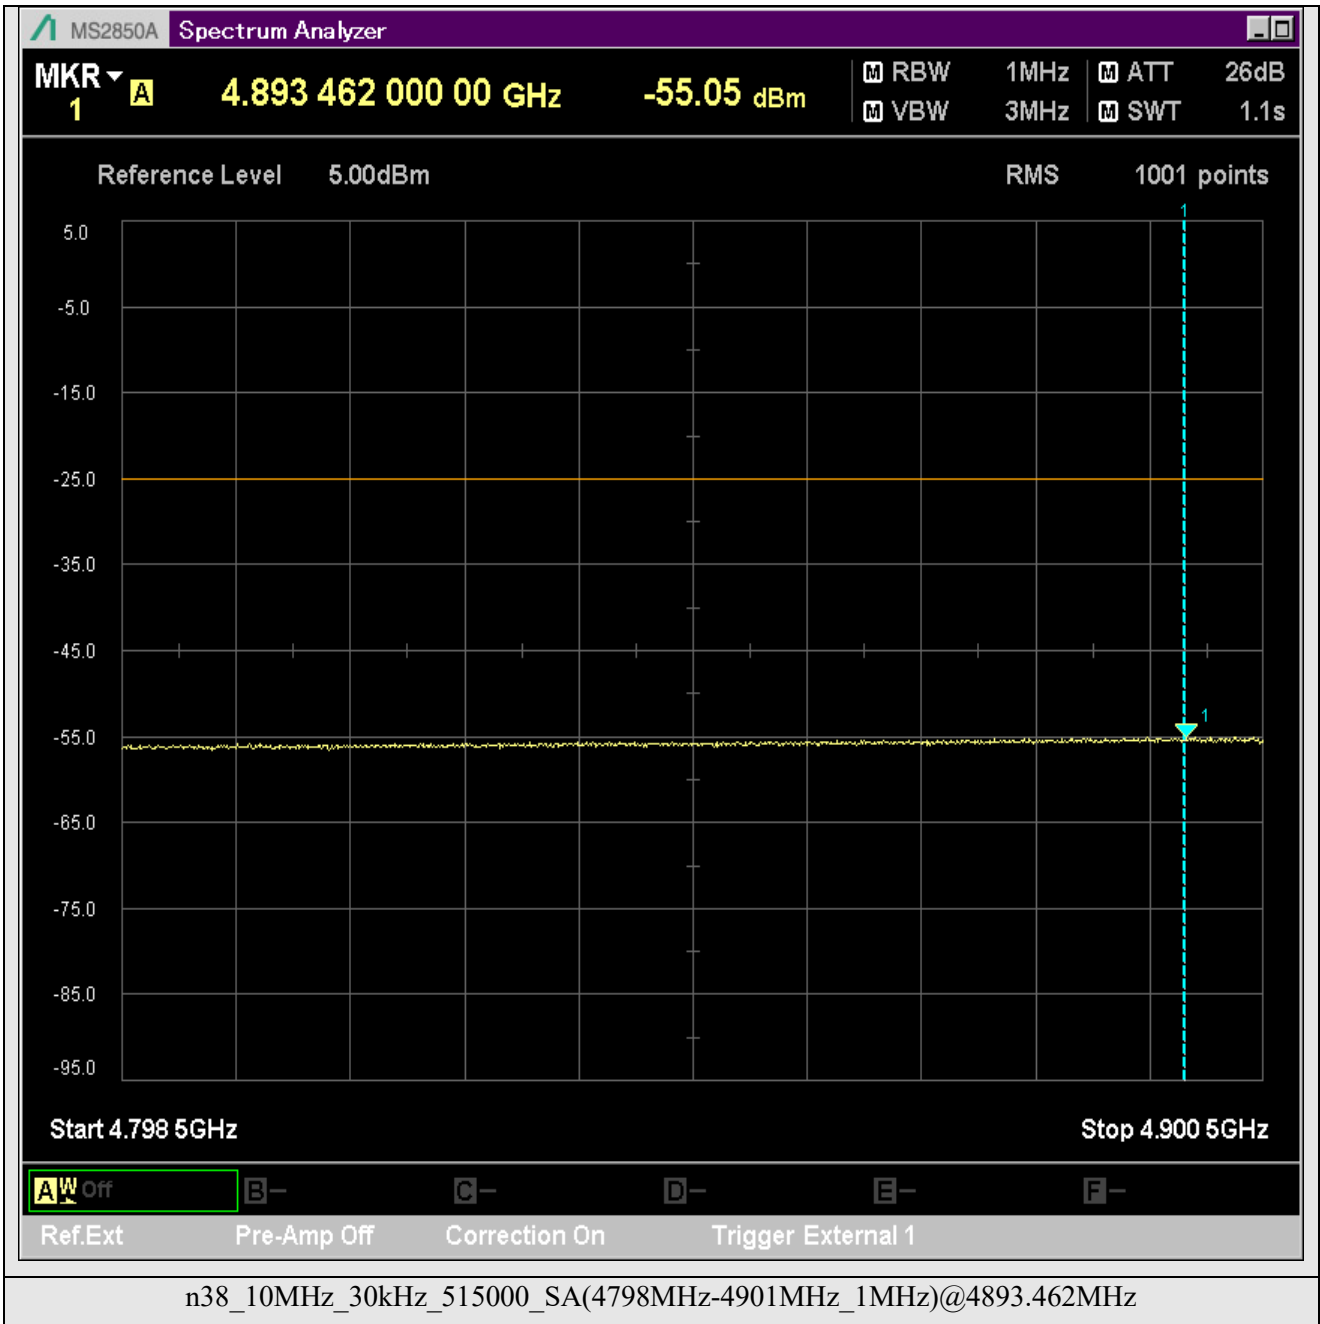 MS2850A Spectrum Analyzer
MKR 1 A 4.893 462 000 00 GHz -55.05 dBm M RBW 1MHz M ATT 26dB
M VBW 3MHz M SWT 1.1s
Reference Level 5.00dBm RMS 1001 points
1
5.0
-5.0
-15.0
-25.0
-35.0
-45.0
1
-55.0
-65.0
-75.0
-85.0
-95.0
Start 4.798 5GHz Stop 4.900 5GHz
A W Off B- C- D- E- F-
Ref.Ext Pre-Amp Off Correction On Trigger External 1
n38_10MHz_30kHz_515000_SA(4798MHz-4901MHz_1MHz)@4893.462MHz